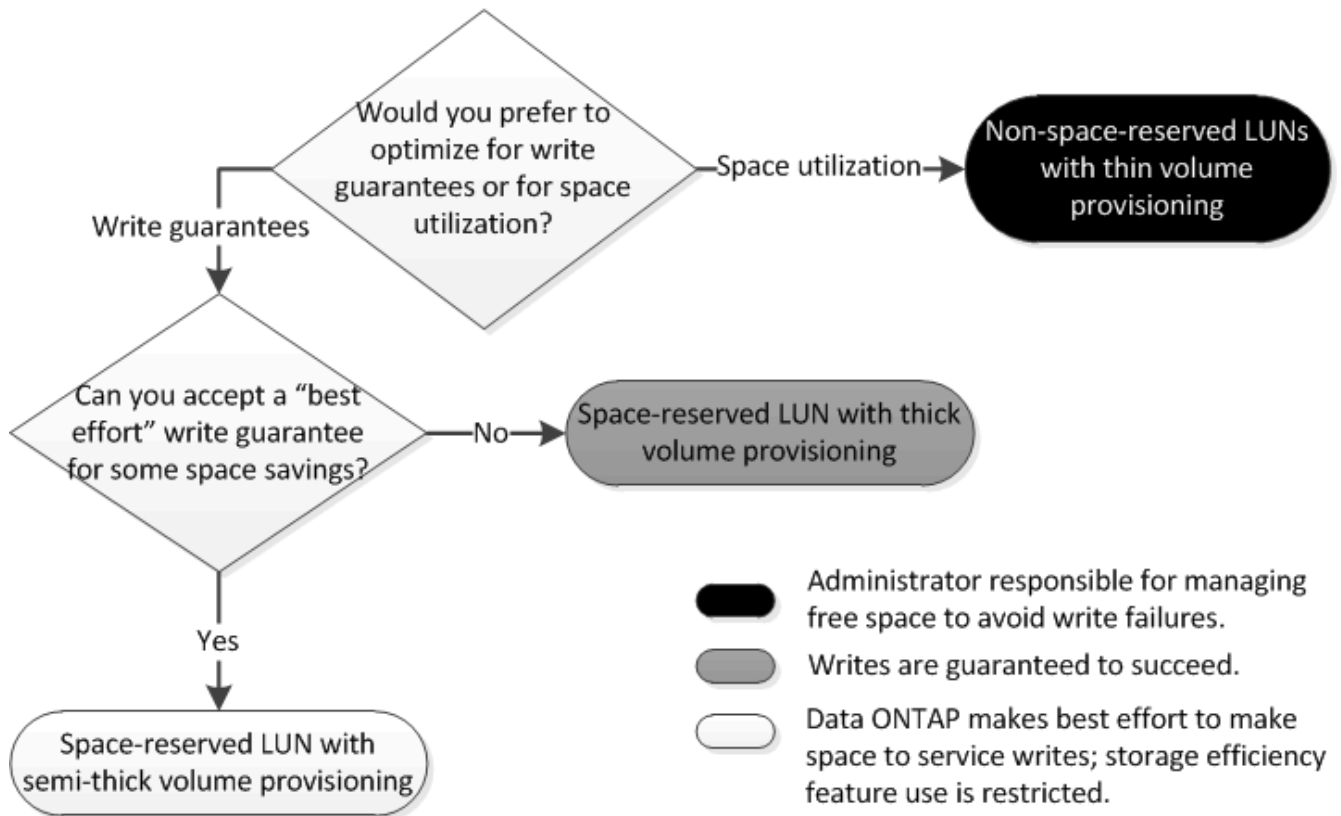 Would you prefer to
optimize for write
guarantees or for space
utilization?
Space utilization
Non-space-reserved LUNs
with thin volume
provisioning
Write guarantees
Can you accept a “best
effort” write guarantee
for some space savings?
No
Space-reserved LUN with thick
volume provisioning
Yes
Space-reserved LUN with
semi-thick volume provisioning
Administrator responsible for managing
free space to avoid write failures.
Writes are guaranteed to succeed.
Data ONTAP makes best effort to make
space to service writes; storage efficiency
feature use is restricted.